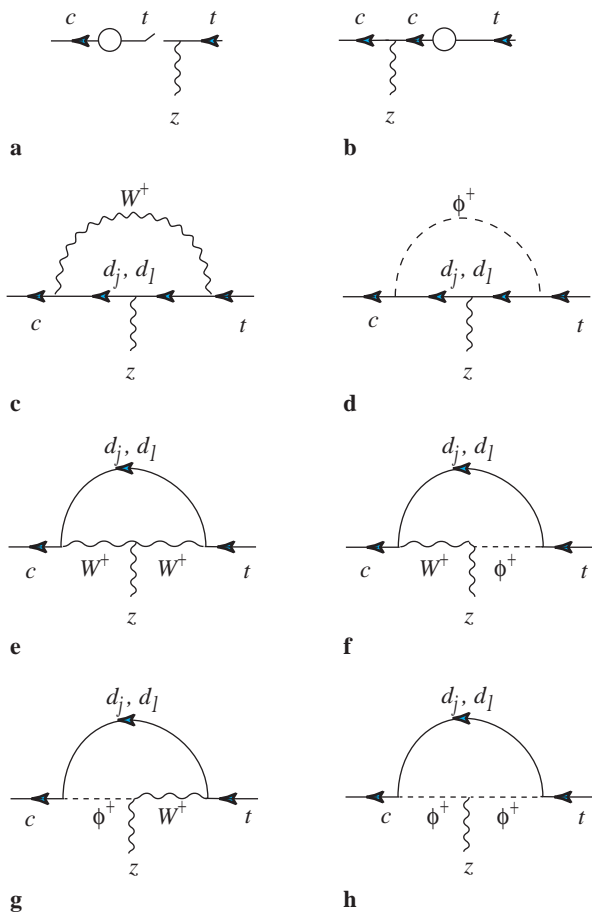 c t c t
z z
a b
W+ ϕ+
dj, dl dj, dl
c t c t
z z
c d
dj, dl dj, dl
c W+ W+ t c W+ ϕ+ t
z z
e f
dj, dl dj, dl
c ϕ+ W+ t c ϕ+ ϕ+ t
z z
g h